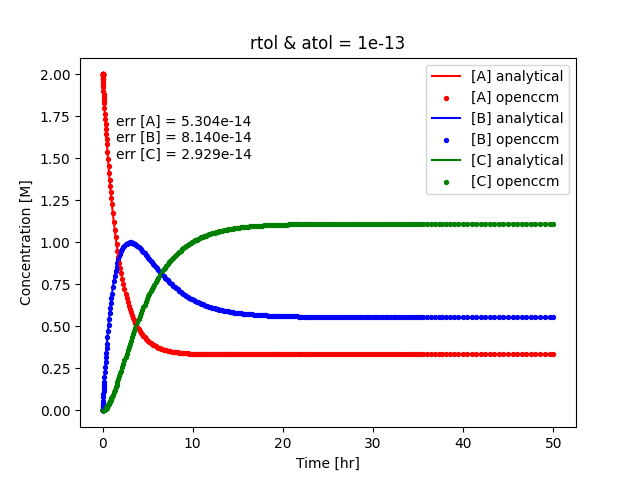 rtol & atol = 1e-13
[A] analytical
[A] openccm
[B] analytical
[B] openccm
[C] analytical
[C] openccm
err [A] = 5.304e-14
err [B] = 8.140e-14
err [C] = 2.929e-14
Concentration [M]
2.00
1.75
1.50
1.25
1.00
0.75
0.50
0.25
0.00
0 10 20 30 40 50
Time [hr]